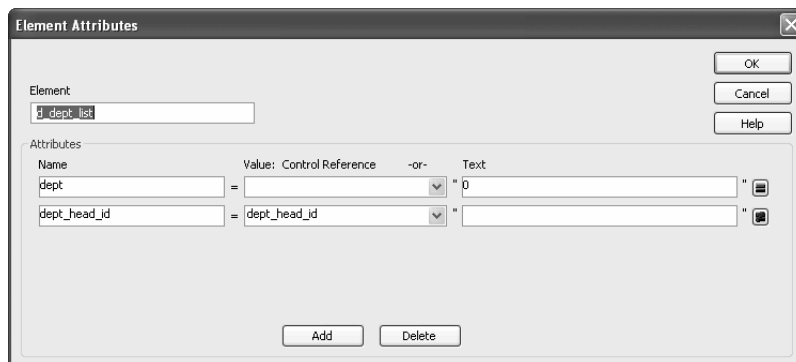 Element Attributes
OK
Element
Cancel
d_dept_list
Help
Attributes
Name Value: Control Reference -or- Text
dept = " 0 "
dept_head_id = dept_head_id " "
Add Delete